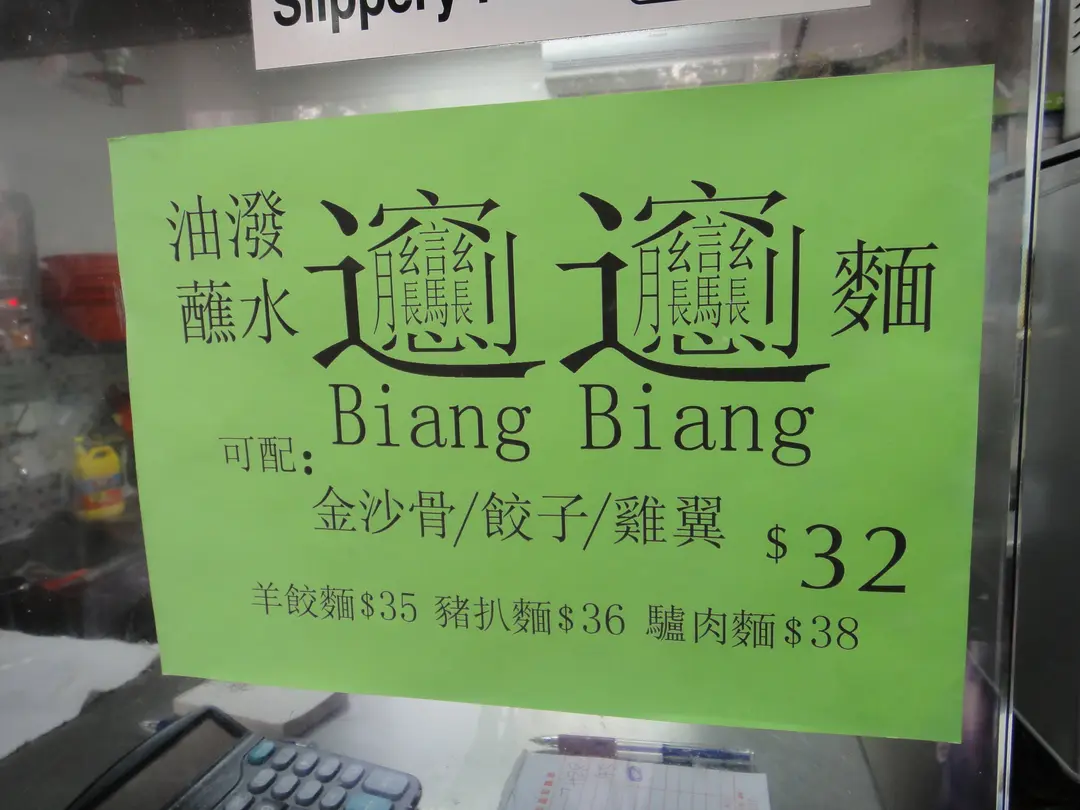 Slippery
油潑
蘸水
𰻞𰻞麵
Biang Biang
可配:
金沙骨/餃子/雞翼 $32
羊餃麵$35 豬扒麵$36 驢肉麵$38